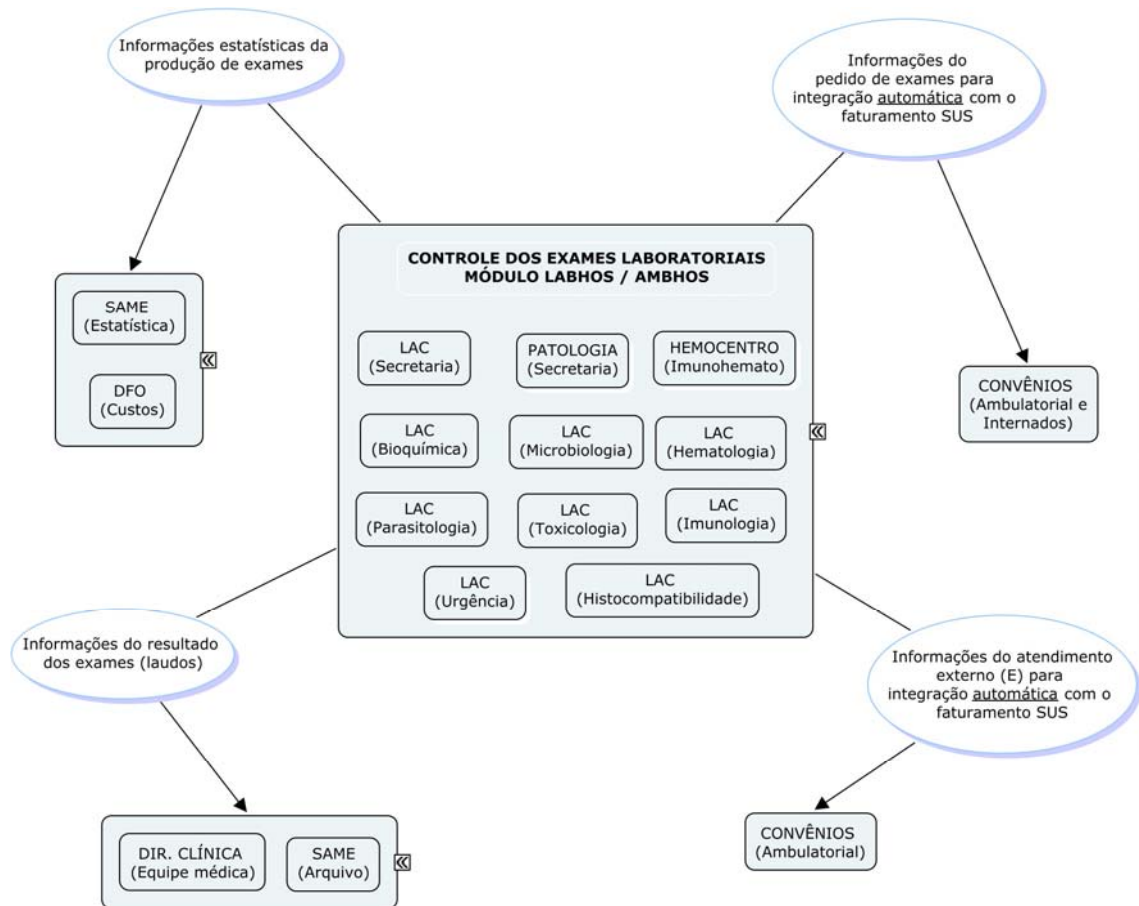 Informações estatísticas da
produção de exames
Informações do
pedido de exames para
integração automática com o
faturamento SUS
CONTROLE DOS EXAMES LABORATORIAIS
MÓDULO LABHOS / AMBHOS
SAME
(Estatística)
DFO
(Custos)
LAC
(Secretaria)
PATOLOGIA
(Secretaria)
HEMOCENTRO
(Imunohemato)
LAC
(Bioquímica)
LAC
(Microbiologia)
LAC
(Hematologia)
LAC
(Parasitologia)
LAC
(Toxicologia)
LAC
(Imunologia)
LAC
(Urgência)
LAC
(Histocompatibilidade)
CONVÊNIOS
(Ambulatorial e
Internados)
Informações do resultado
dos exames (laudos)
Informações do atendimento
externo (E) para
integração automática com o
faturamento SUS
DIR. CLÍNICA
(Equipe médica)
SAME
(Arquivo)
CONVÊNIOS
(Ambulatorial)